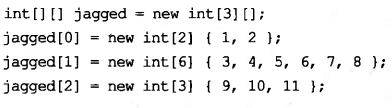 int[][] jagged = new int[3][];
jagged[0] = new int[2] { 1, 2 };
jagged[1] = new int[6] { 3, 4, 5, 6, 7, 8 };
jagged[2] = new int[3] { 9, 10, 11 };